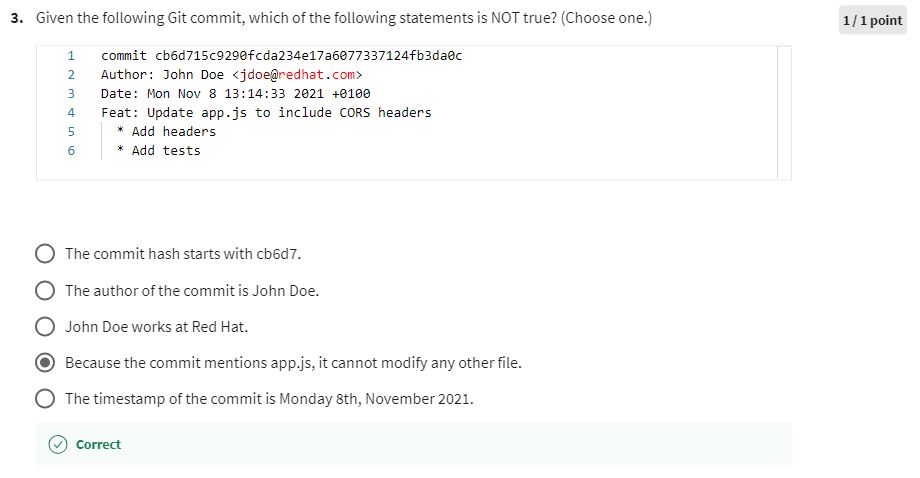 3. Given the following Git commit, which of the following statements is NOT true? (Choose one.)
1 / 1 point
1 commit cb6d715c9290fcda234e17a6077337124fb3da0c
2 Author: John Doe <jdoe@redhat.com>
3 Date: Mon Nov 8 13:14:33 2021 +0100
4 Feat: Update app.js to include CORS headers
5 * Add headers
6 * Add tests
The commit hash starts with cb6d7.
The author of the commit is John Doe.
John Doe works at Red Hat.
Because the commit mentions app.js, it cannot modify any other file.
The timestamp of the commit is Monday 8th, November 2021.
Correct